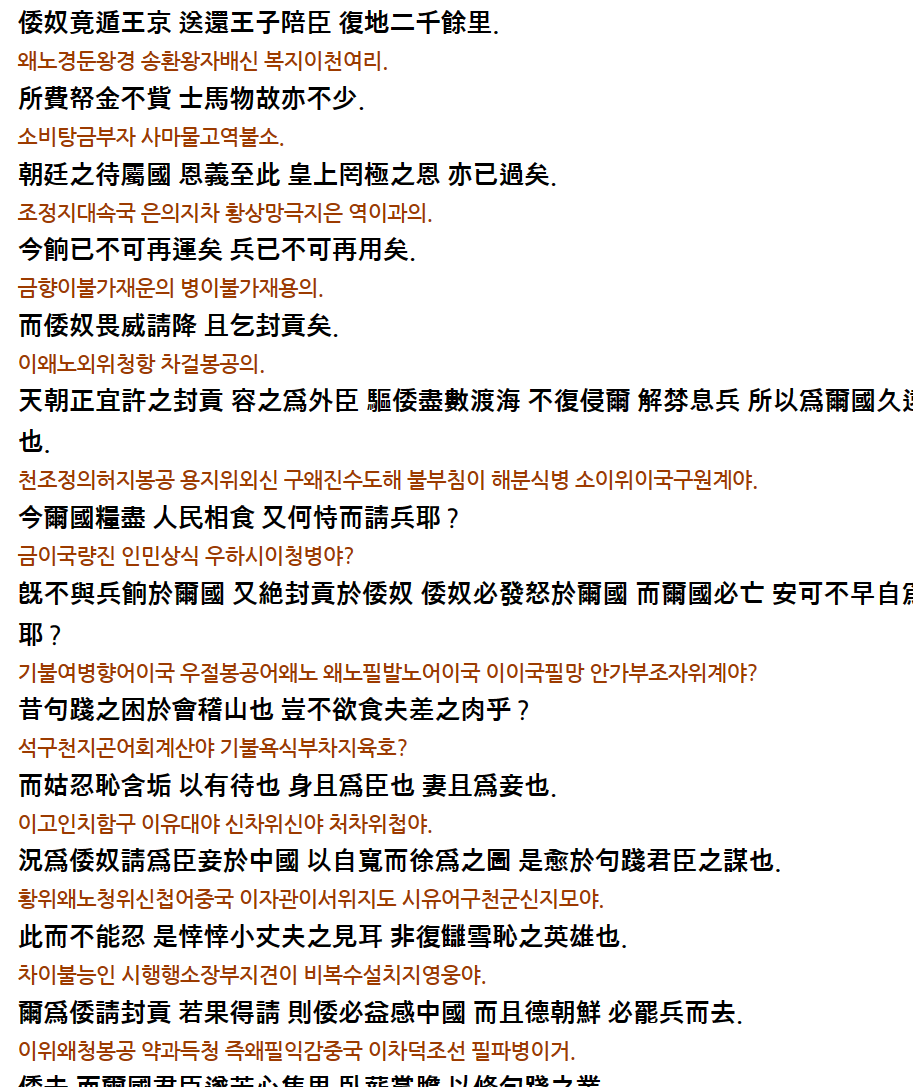 倭奴竟遁王京 送還王子陪臣 復地二千餘里.
왜노경둔왕경 송환왕자배신 복지이천여리.
所費帑金不貲 士馬物故亦不少.
소비탕금부자 사마물고역불소.
朝廷之待屬國 恩義至此 皇上罔極之恩 亦已過矣.
조정지대속국 은의지차 황상망극지은 역이과의.
今餉已不可再運矣 兵已不可再用矣.
금향이불가재운의 병이불가재용의.
而倭奴畏威請降 且乞封貢矣.
이왜노외위청항 차걸봉공의.
天朝正宜許之封貢 容之爲外臣 驅倭盡數渡海 不復侵爾 解棼息兵 所以爲爾國久遠
也.
천조정의허지봉공 용지위외신 구왜진수도해 불부침이 해분식병 소이위이국구원계야.
今爾國糧盡 人民相食 又何恃而請兵耶?
금이국량진 인민상식 우하시이청병야?
旣不與兵餉於爾國 又絶封貢於倭奴 倭奴必發怒於爾國 而爾國必亡 安可不早自爲
耶?
기불여병향어이국 우절봉공어왜노 왜노필발노어이국 이이국필망 안가부조자위계야?
昔句踐之困於會稽山也 豈不欲食夫差之肉乎?
석구천지곤어회계산야 기불욕식부차지육호?
而姑忍恥含垢 以有待也 身且爲臣也 妻且爲妾也.
이고인치함구 이유대야 신차위신야 처차위첩야.
況爲倭奴請爲臣妾於中國 以自寬而徐爲之圖 是愈於句踐君臣之謀也.
황위왜노청위신첩어중국 이자관이서위지도 시유어구천군신지모야.
此而不能忍 是悻悻小丈夫之見耳 非復讎雪恥之英雄也.
차이불능인 시행행소장부지견이 비복수설치지영웅야.
爾爲倭請封貢 若果得請 則倭必益感中國 而且德朝鮮 必罷兵而去.
이위왜청봉공 약과득청 즉왜필익감중국 이차덕조선 필파병이거.
倭去 而爾國君臣遂苦心焦思 臥薪嘗膽 以修句踐之業